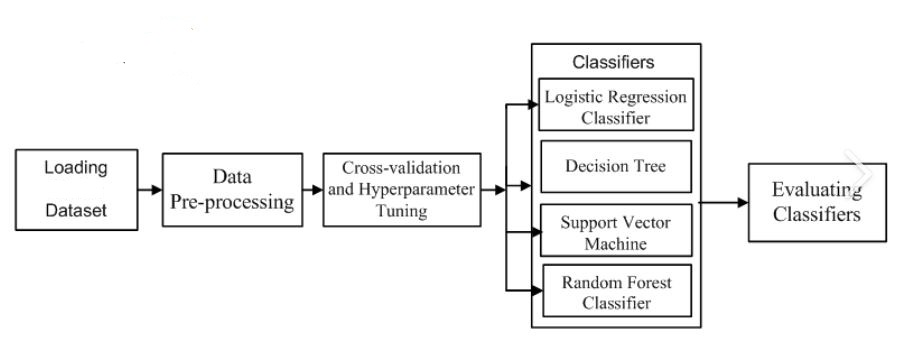 Loading
Dataset
Data
Pre-processing
Cross-validation
and Hyperparameter
Tuning
Classifiers
Logistic Regression
Classifier
Decision Tree
Support Vector
Machine
Random Forest
Classifier
Evaluating
Classifiers